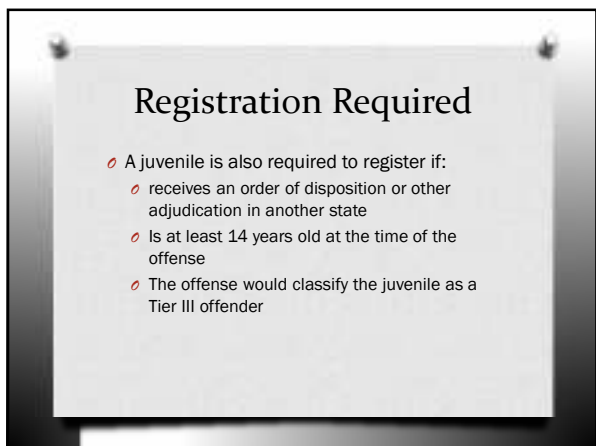 Registration Required
A juvenile is also required to register if:
receives an order of disposition or other
adjudication in another state
Is at least 14 years old at the time of the
offense
The offense would classify the juvenile as a
Tier III offender